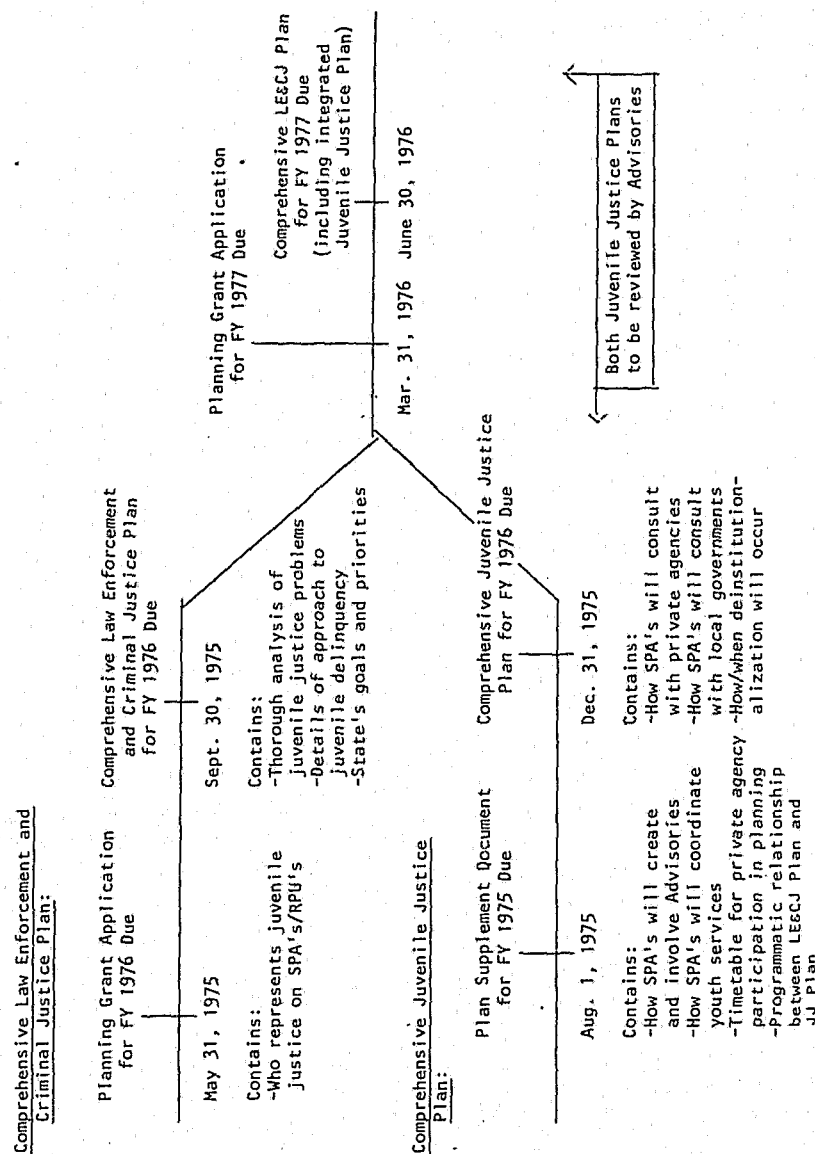 Comprehensive Law Enforcement and
Criminal Justice Plan:
Planning Grant Application
for FY 1976 Due
Comprehensive Law Enforcement
and Criminal Justice Plan
for FY 1976 Due
Planning Grant Application
for FY 1977 Due
Comprehensive LE&CJ Plan
for FY 1977 Due
(including integrated
Juvenile Justice Plan)
May 31, 1975
Sept. 30, 1975
Mar. 31, 1976
June 30, 1976
Contains:
-Who represents juvenile
justice on SPA's/RPU's
Contains:
-Thorough analysis of
juvenile justice problems
-Details of approach to
juvenile delinquency
-State's goals and priorities
Comprehensive Juvenile Justice
Plan:
Plan Supplement Document
for FY 1975 Due
Comprehensive Juvenile Justice
Plan for FY 1976 Due
Aug. 1, 1975
Dec. 31, 1975
Contains:
-How SPA's will create
and involve Advisories
-How SPA's will coordinate
youth services
-Timetable for private agency
participation in planning
-Programmatic relationship
between LE&CJ Plan and
JJ Plan
Contains:
-How SPA's will consult
with private agencies
-How SPA's will consult
with local governments
-How/when deinstitution-
alization will occur
Both Juvenile Justice Plans
to be reviewed by Advisories